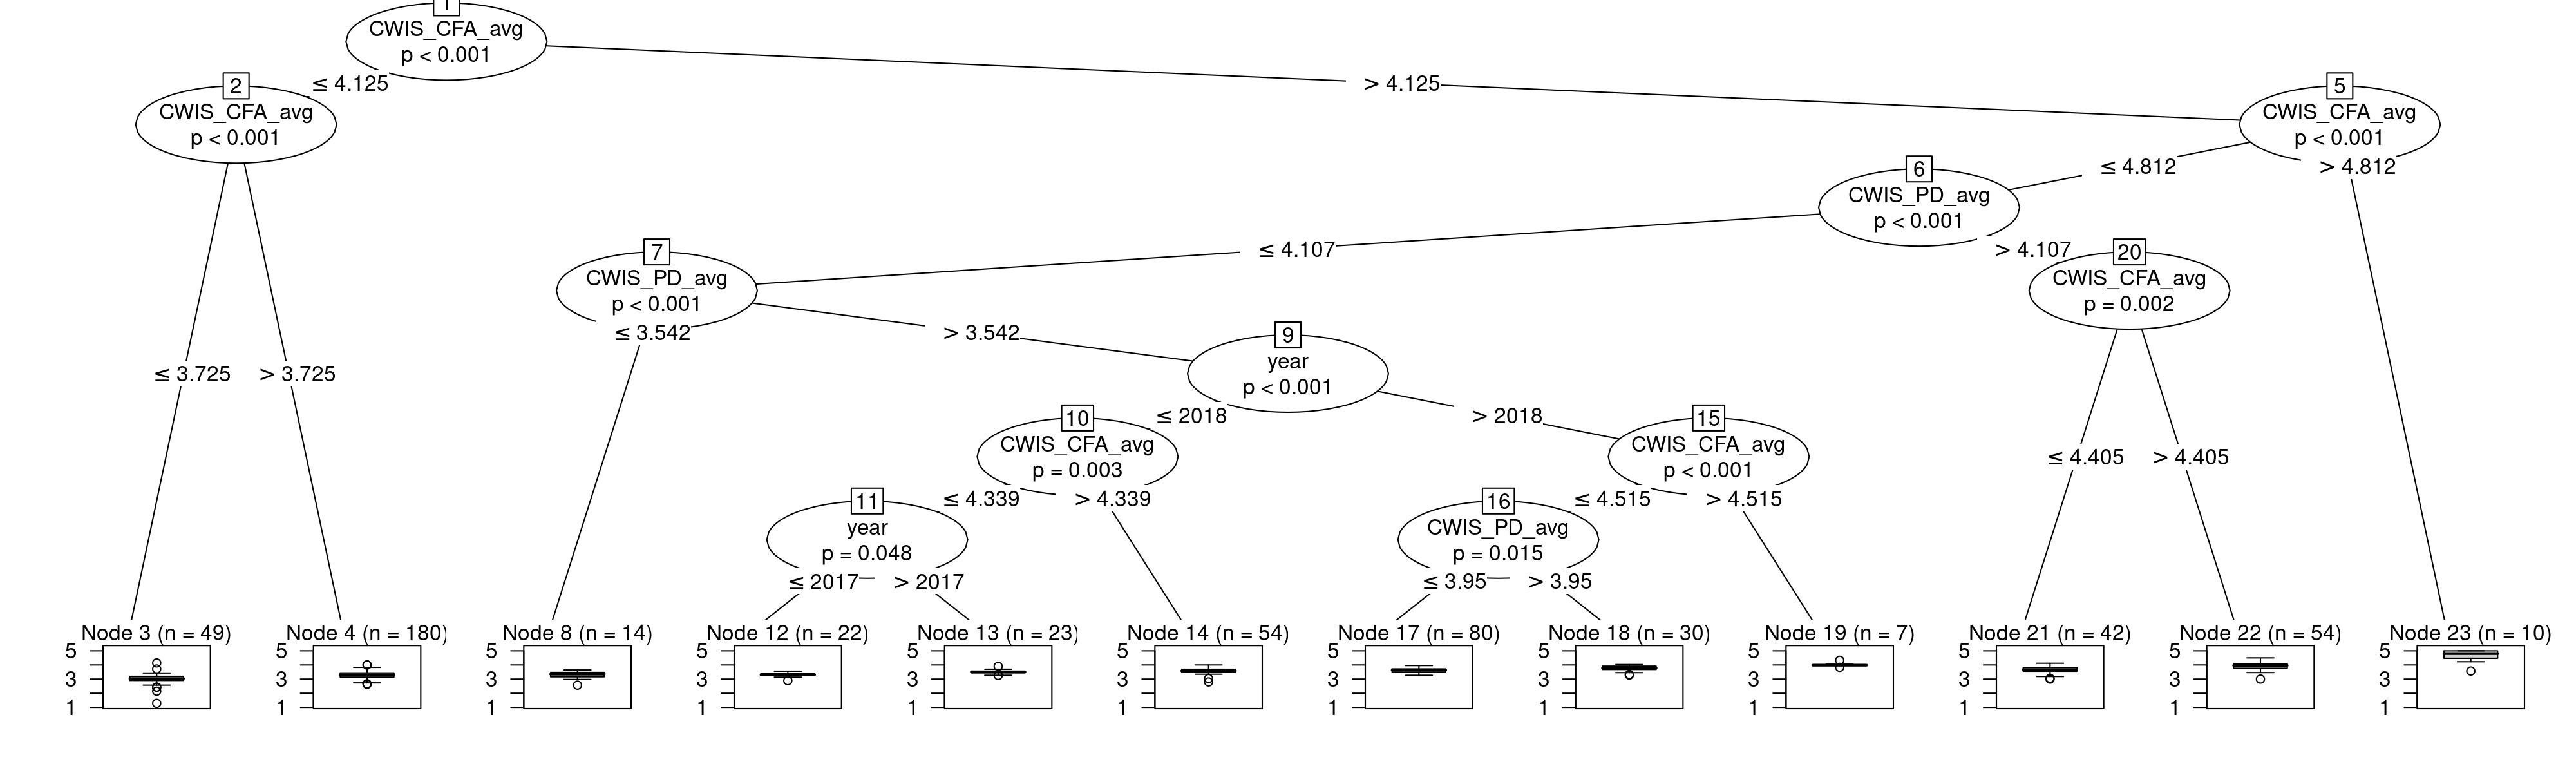 1
CWIS_CFA_avg
p < 0.001
≤ 4.125
> 4.125
2
CWIS_CFA_avg
p < 0.001
5
CWIS_CFA_avg
p < 0.001
≤ 4.812
> 4.812
6
CWIS_PD_avg
p < 0.001
≤ 4.107
> 4.107
7
CWIS_PD_avg
p < 0.001
20
CWIS_CFA_avg
p = 0.002
≤ 3.542
> 3.542
9
year
p < 0.001
≤ 3.725
> 3.725
≤ 2018
> 2018
10
CWIS_CFA_avg
p = 0.003
15
CWIS_CFA_avg
p < 0.001
≤ 4.405
> 4.405
≤ 4.339
> 4.339
≤ 4.515
> 4.515
11
year
p = 0.048
16
CWIS_PD_avg
p = 0.015
≤ 2017
> 2017
≤ 3.95
> 3.95
Node 3 (n = 49)
5
3
1
Node 4 (n = 180)
5
3
1
Node 8 (n = 14)
5
3
1
Node 12 (n = 22)
5
3
1
Node 13 (n = 23)
5
3
1
Node 14 (n = 54)
5
3
1
Node 17 (n = 80)
5
3
1
Node 18 (n = 30)
5
3
1
Node 19 (n = 7)
5
3
1
Node 21 (n = 42)
5
3
1
Node 22 (n = 54)
5
3
1
Node 23 (n = 10)
5
3
1